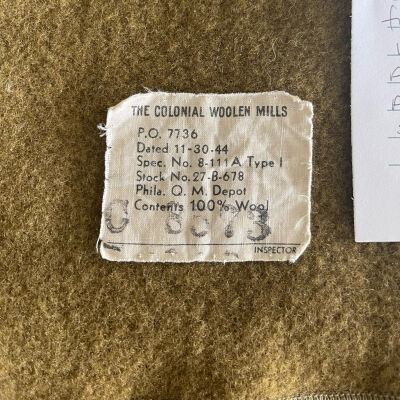 THE COLONIAL WOOLEN MILLS
P.O. 7736
Dated 11-30-44
Spec. No. 8-111A Type I
Stock No. 27-B-678
Phila. Q. M. Depot
Contents 100% Wool
INSPECTOR